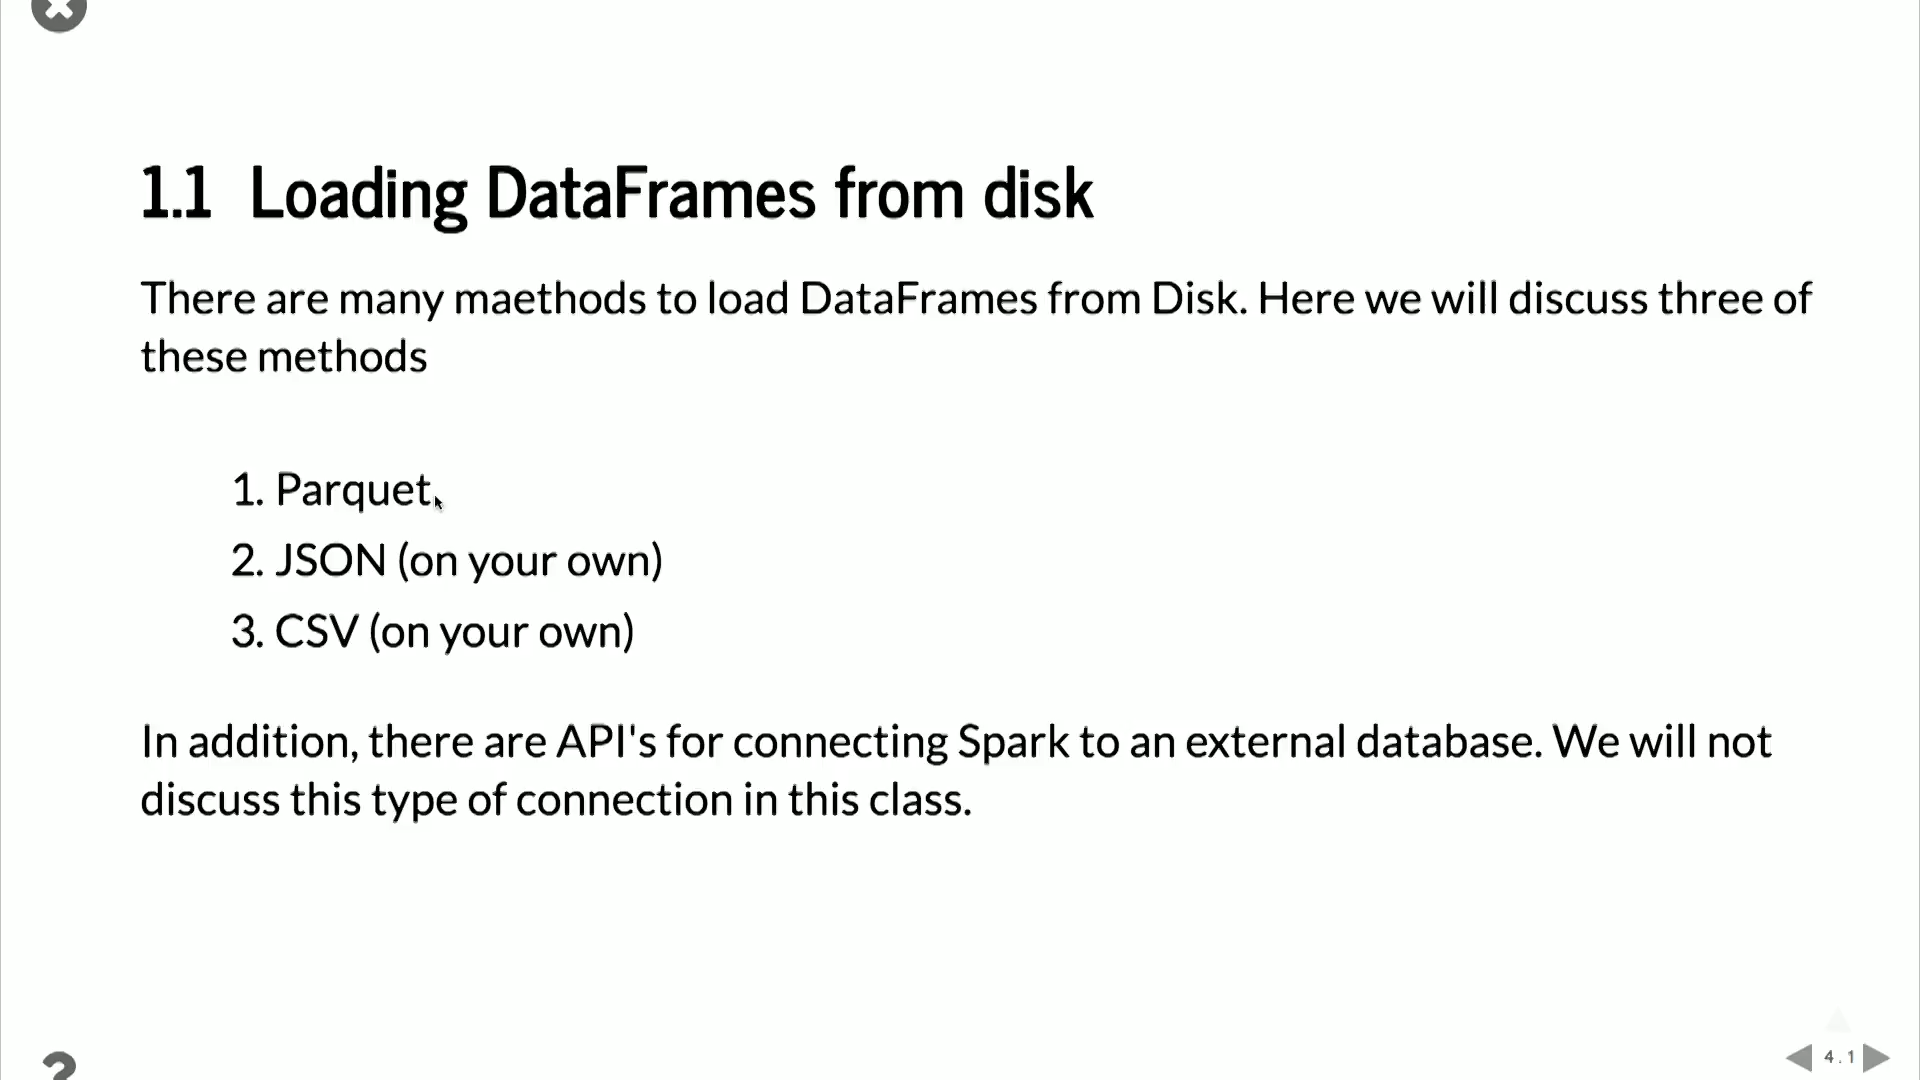 1.1 Loading DataFrames from disk
There are many maethods to load DataFrames from Disk. Here we will discuss three of
these methods
1. Parquet
2. JSON (on your own)
3. CSV (on your own)
In addition, there are API's for connecting Spark to an external database. We will not
discuss this type of connection in this class.
?
4.1